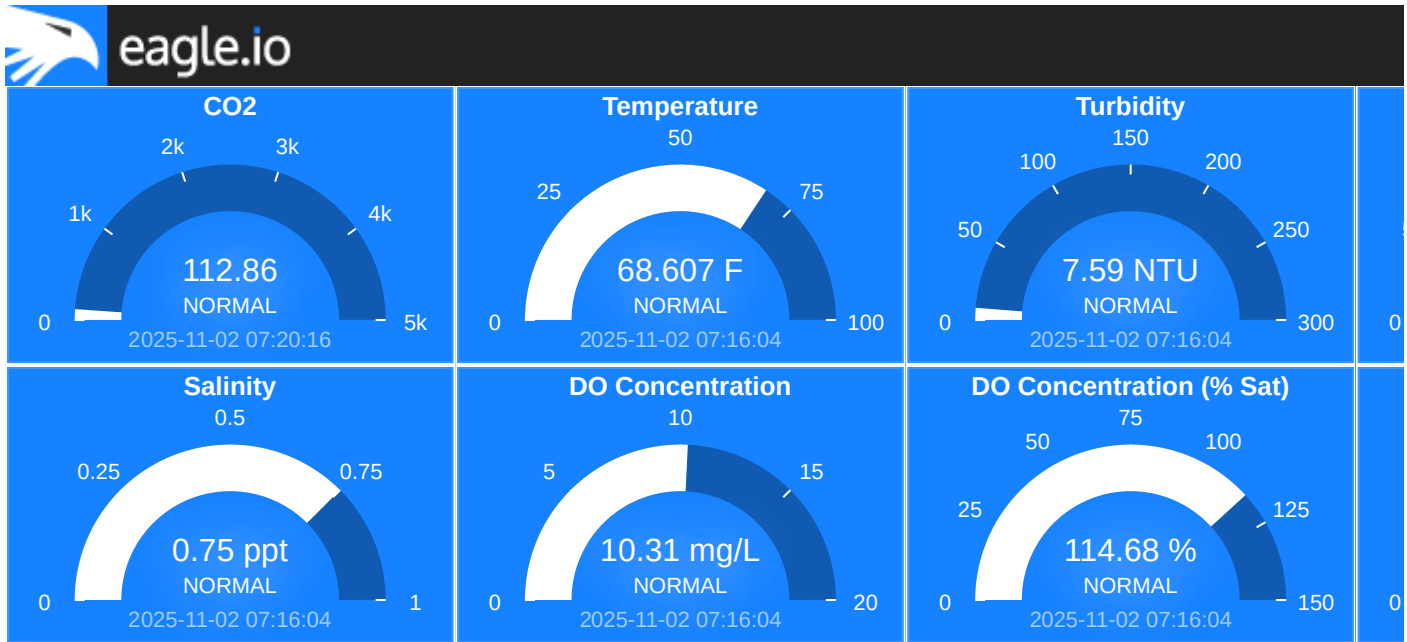 eagle.io
CO2
2k
3k
1k
4k
112.86
NORMAL
0
5k
2025-11-02 07:20:16
Temperature
50
25
75
68.607 F
NORMAL
0
100
2025-11-02 07:16:04
Turbidity
150
100
200
50
250
7.59 NTU
NORMAL
0
300
2025-11-02 07:16:04
0
Salinity
0.5
0.25
0.75
0.75 ppt
NORMAL
0
1
2025-11-02 07:16:04
DO Concentration
10
5
15
10.31 mg/L
NORMAL
0
20
2025-11-02 07:16:04
DO Concentration (% Sat)
75
50
100
25
125
114.68 %
NORMAL
0
150
2025-11-02 07:16:04
0